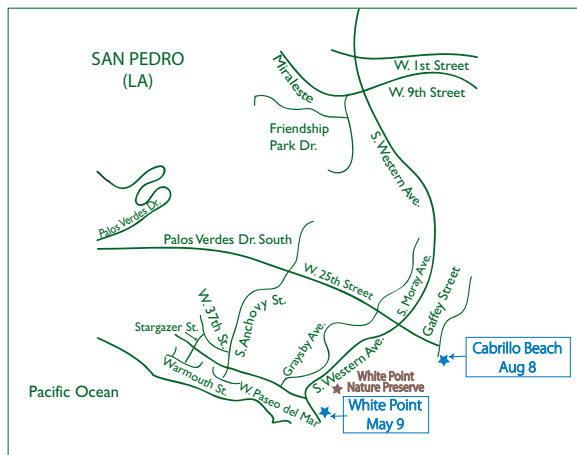 SAN PEDRO
(LA)
Miraleste
W. 1st Street
W. 9th Street
Friendship
Park Dr.
S. Western Ave.
Palos Verdes Dr.
Palos Verdes Dr. South
W. 25th Street
S. Moray Ave.
Gaffey Street
W. 37th St.
S. Anchovy St.
Stargazer St.
Graysby Ave.
Warmouth St.
S. Western Ave.
Cabrillo Beach
Aug 8
W. Paseo del Mar
White Point
Nature Preserve
Pacific Ocean
White Point
May 9